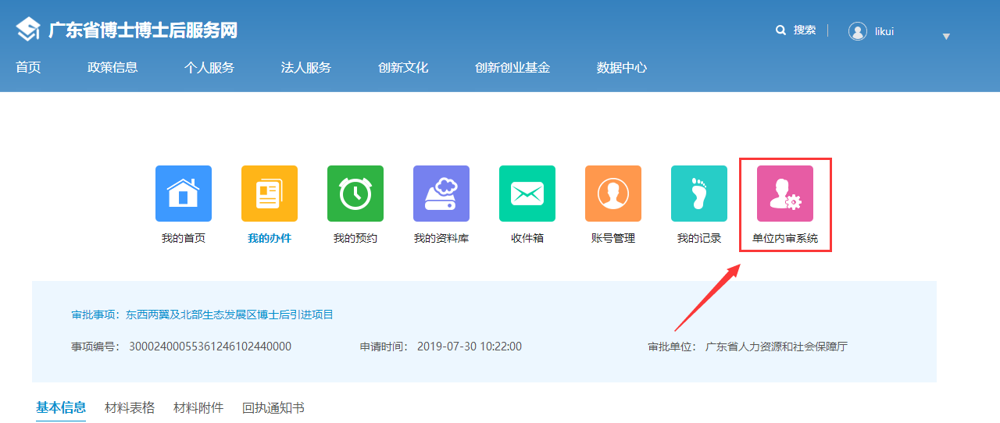 广东省博士博士后服务网
搜索 likui
首页 政策信息 个人服务 法人服务 创新文化 创新创业基金 数据中心
我的首页 我的办件 我的预约 我的资料库 收件箱 账号管理 我的记录 单位内审系统
审批事项：东西两翼及北部生态发展区博士后引进项目
事项编号： 30002400055361246102440000 申请时间： 2019-07-30 10:22:00 审批单位： 广东省人力资源和社会保障厅
基本信息 材料表格 材料附件 回执通知书